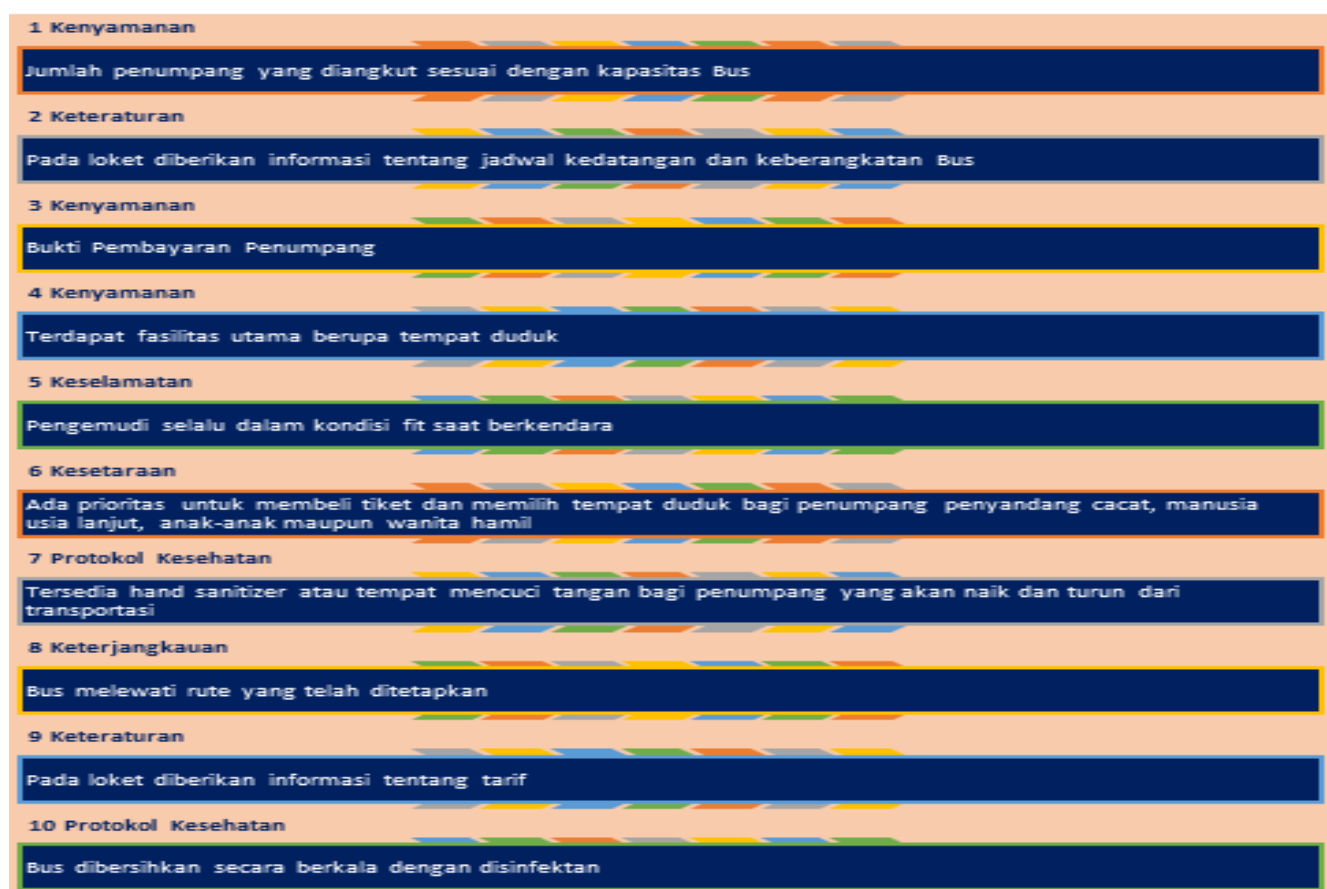 1 Kenyamanan
Jumlah penumpang yang diangkut sesuai dengan kapasitas Bus
2 Keteraturan
Pada loket diberikan informasi tentang jadwal kedatangan dan keberangkatan Bus
3 Kenyamanan
Bukti Pembayaran Penumpang
4 Kenyamanan
Terdapat fasilitas utama berupa tempat duduk
5 Keselamatan
Pengemudi selalu dalam kondisi fit saat berkendara
6 Kesetaraan
Ada prioritas untuk membeli tiket dan memilih tempat duduk bagi penumpang penyandang cacat, manusia
usia lanjut, anak-anak maupun wanita hamil
7 Protokol Kesehatan
Tersedia hand sanitizer atau tempat mencuci tangan bagi penumpang yang akan naik dan turun dari
transportasi
8 Keterjangkauan
Bus melewati rute yang telah ditetapkan
9 Keteraturan
Pada loket diberikan informasi tentang tarif
10 Protokol Kesehatan
Bus dibersihkan secara berkala dengan disinfektan